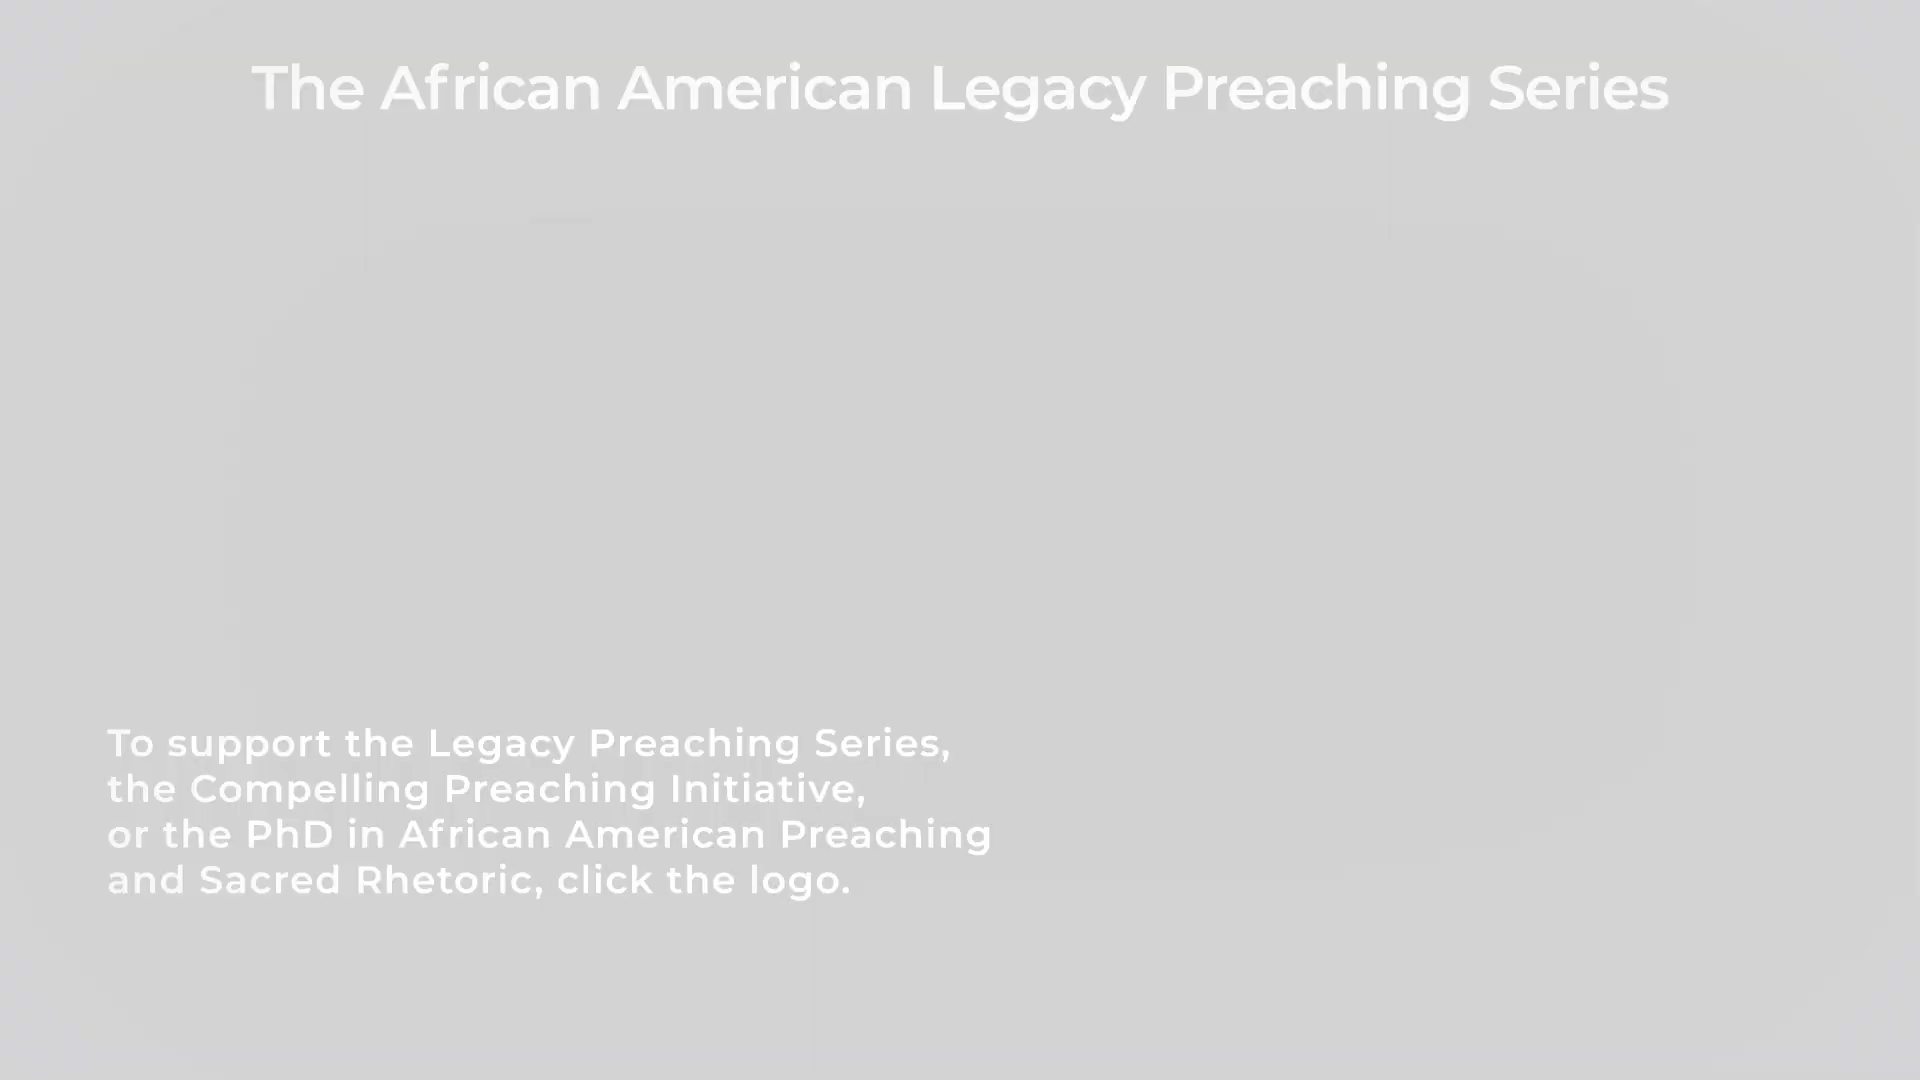 The African American Legacy Preaching Series
To support the Legacy Preaching Series,
the Compelling Preaching Initiative,
or the PhD in African American Preaching
and Sacred Rhetoric, click the logo.